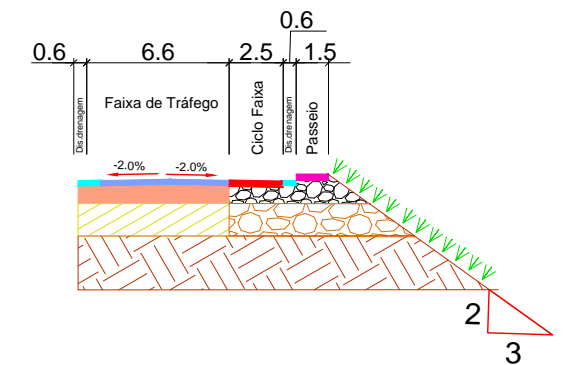 0.6
0.6 6.6 2.5 1.5
Dis.drenagem
Faixa de Tráfego
Ciclo Faixa
Dis.drenagem
Passeio
-2.0% -2.0%
2
3